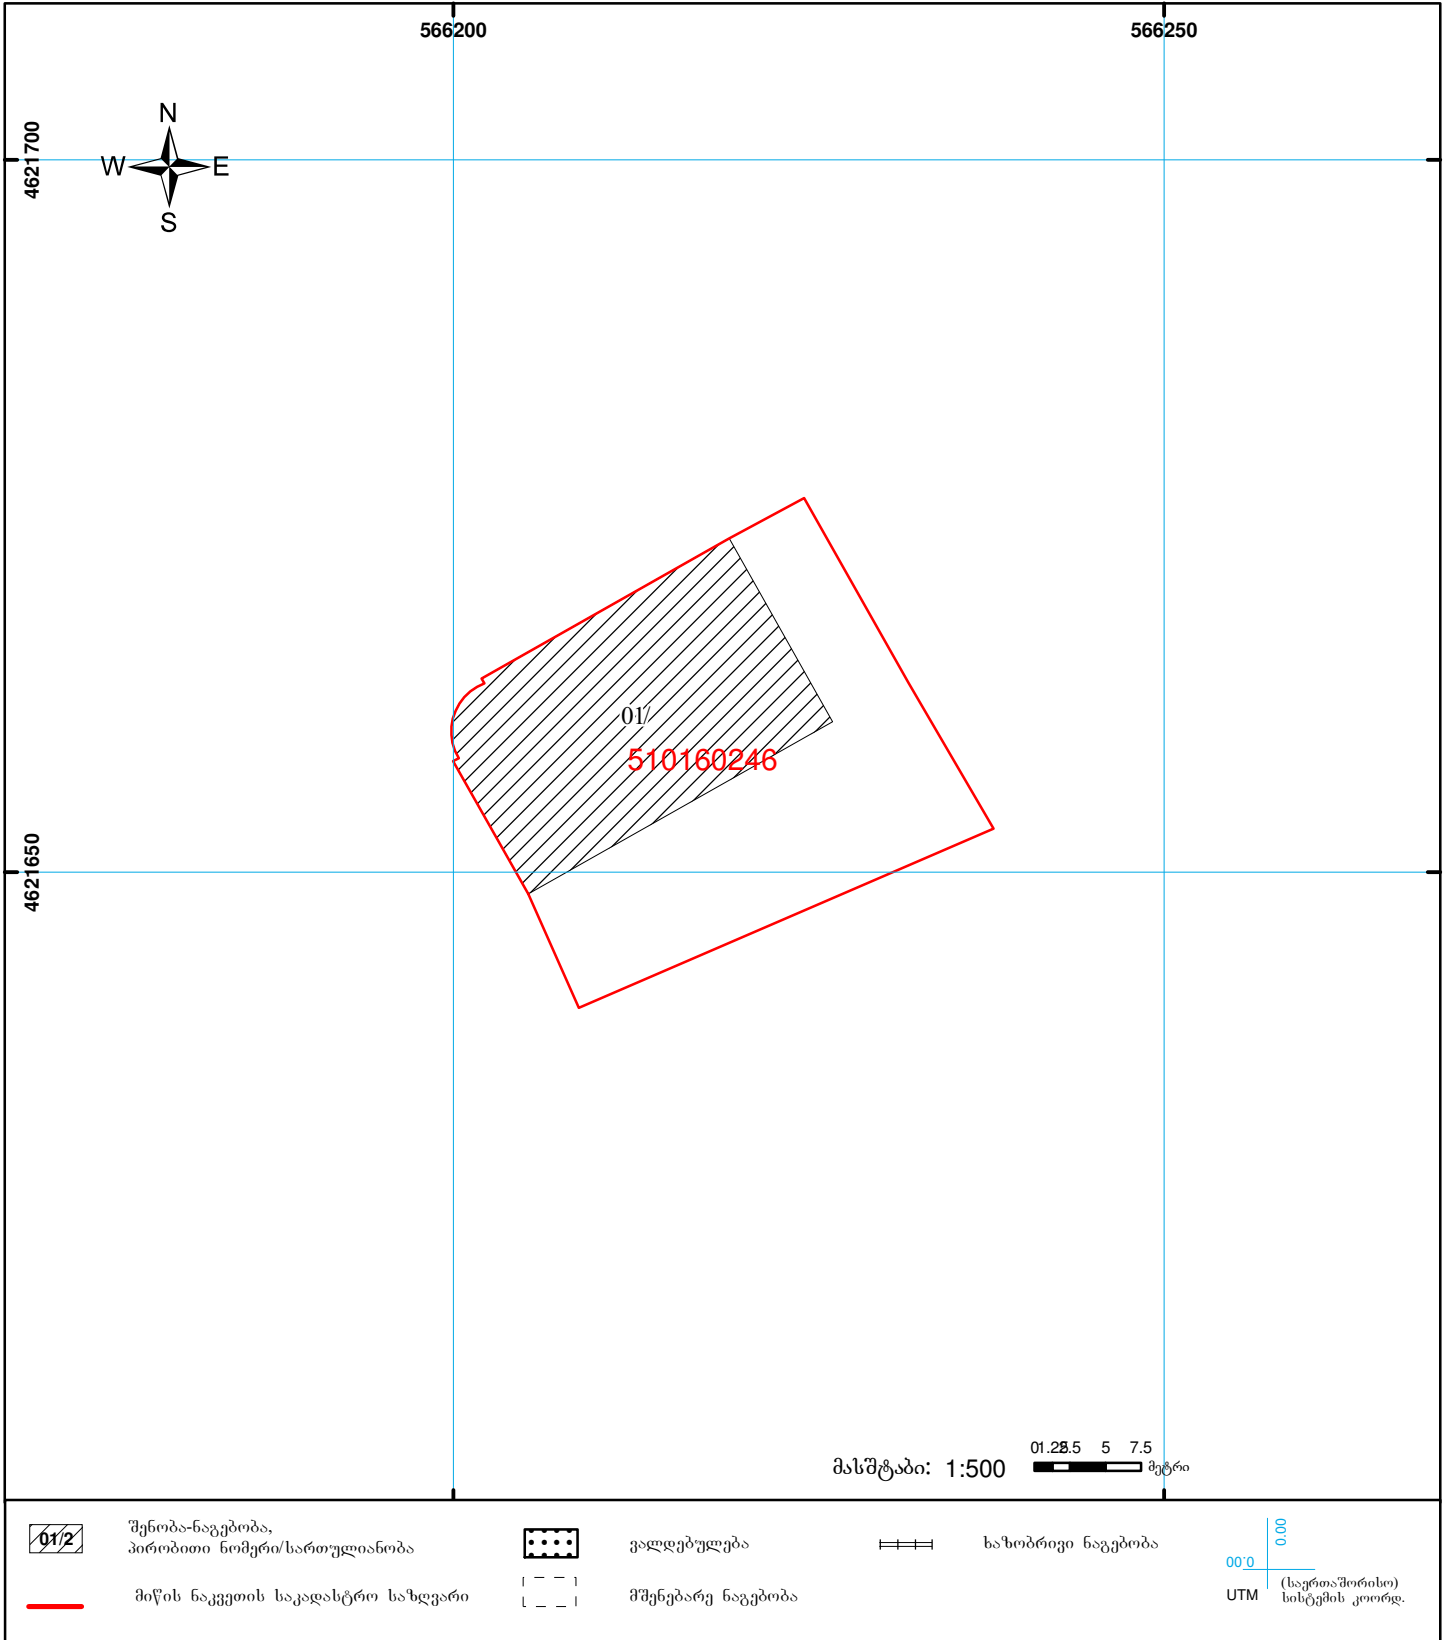 566200 566250
4621700
N
W E
S
01/
510160246
4621650
01.25 2.5 5 7.5
მასშტაბი: 1:500 მეტრი
01/2 შენობა-ნაგებობა,
პირობითი ნომერი/სართულიანობა
ვალდებულება
ხაზობრივი ნაგებობა
0.00
00.0
მიწის ნაკვეთის საკადასტრო საზღვარი
მშენებარე ნაგებობა
UTM (საერთაშორისო)
სისტემის კოორდ.